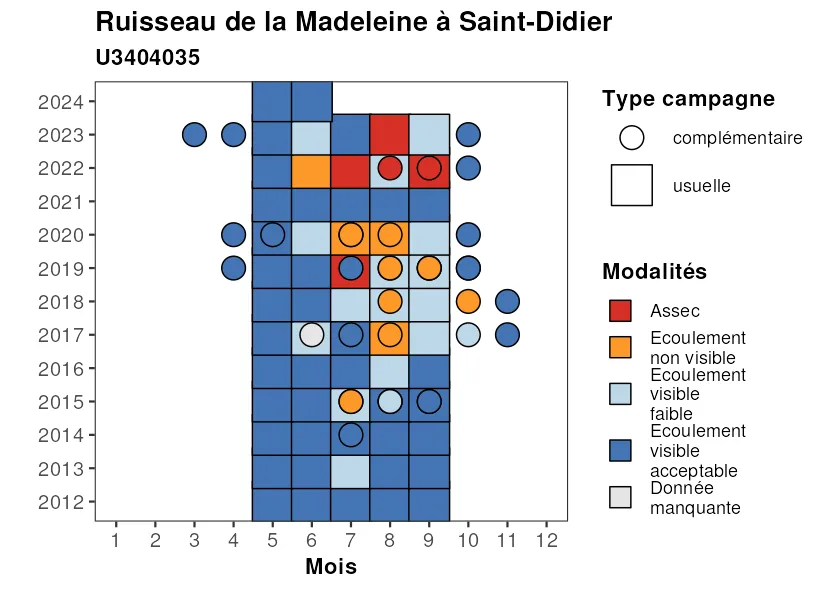 Ruisseau de la Madeleine à Saint-Didier
U3404035
2024
2023
2022
2021
2020
2019
2018
2017
2016
2015
2014
2013
2012
1 2 3 4 5 6 7 8 9 10 11 12
Mois
Type campagne
complémentaire
usuelle
Modalités
Assec
Ecoulement
non visible
Ecoulement
visible
faible
Ecoulement
visible
acceptable
Donnée
manquante